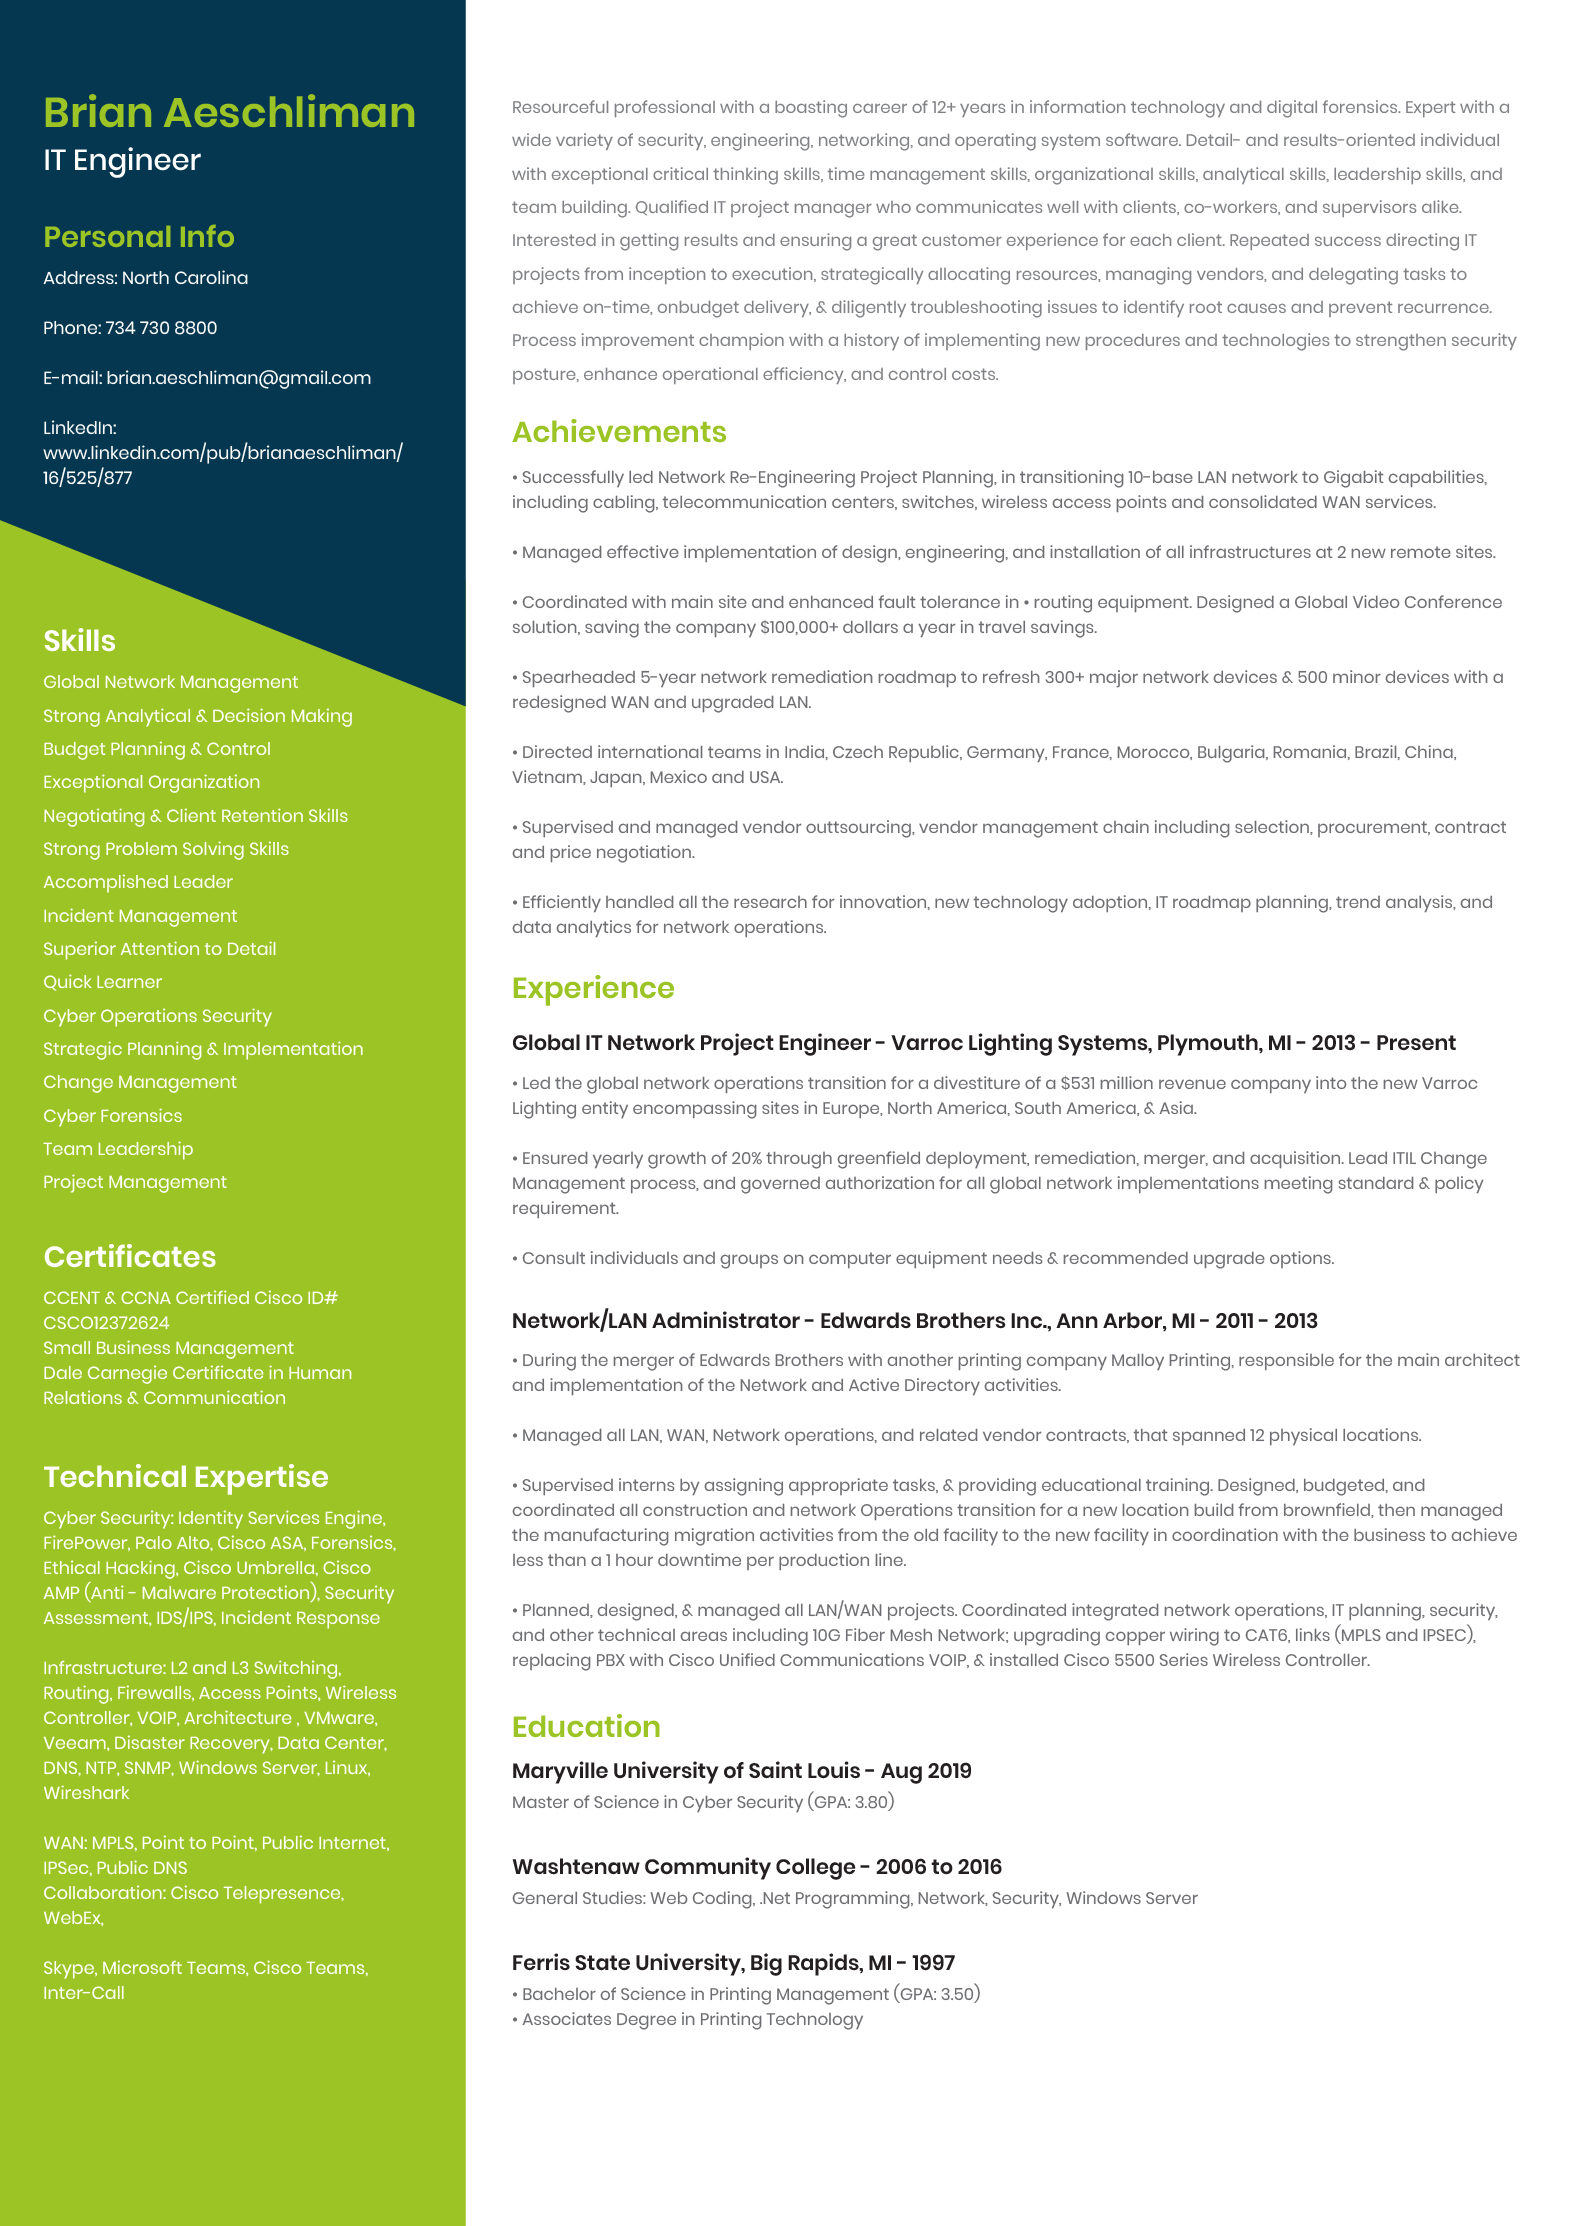 Brian Aeschliman
IT Engineer
Personal Info
Address: North Carolina
Phone: 734 730 8800
E-mail: brian.aeschliman@gmail.com
LinkedIn:
www.linkedin.com/pub/brianaeschliman/
16/525/877
Skills
Global Network Management
Strong Analytical & Decision Making
Budget Planning & Control
Exceptional Organization
Negotiating & Client Retention Skills
Strong Problem Solving Skills
Accomplished Leader
Incident Management
Superior Attention to Detail
Quick Learner
Cyber Operations Security
Strategic Planning & Implementation
Change Management
Cyber Forensics
Team Leadership
Project Management
Certificates
CCENT & CCNA Certified Cisco ID#
CSCO12372624
Small Business Management
Dale Carnegie Certificate in Human
Relations & Communication
Technical Expertise
Cyber Security: Identity Services Engine,
FirePower, Palo Alto, Cisco ASA, Forensics,
Ethical Hacking, Cisco Umbrella, Cisco
AMP (Anti - Malware Protection), Security
Assessment, IDS/IPS, Incident Response
Infrastructure: L2 and L3 Switching,
Routing, Firewalls, Access Points, Wireless
Controller, VOIP, Architecture , VMware,
Veeam, Disaster Recovery, Data Center,
DNS, NTP, SNMP, Windows Server, Linux,
Wireshark
WAN: MPLS, Point to Point, Public Internet,
IPSec, Public DNS
Collaboration: Cisco Telepresence,
WebEx,
Skype, Microsoft Teams, Cisco Teams,
Inter-Call
Resourceful professional with a boasting career of 12+ years in information technology and digital forensics. Expert with a
wide variety of security, engineering, networking, and operating system software. Detail- and results-oriented individual
with exceptional critical thinking skills, time management skills, organizational skills, analytical skills, leadership skills, and
team building. Qualified IT project manager who communicates well with clients, co-workers, and supervisors alike.
Interested in getting results and ensuring a great customer experience for each client. Repeated success directing IT
projects from inception to execution, strategically allocating resources, managing vendors, and delegating tasks to
achieve on-time, onbudget delivery, & diligently troubleshooting issues to identify root causes and prevent recurrence.
Process improvement champion with a history of implementing new procedures and technologies to strengthen security
posture, enhance operational efficiency, and control costs.
Achievements
• Successfully led Network Re-Engineering Project Planning, in transitioning 10-base LAN network to Gigabit capabilities,
including cabling, telecommunication centers, switches, wireless access points and consolidated WAN services.
• Managed effective implementation of design, engineering, and installation of all infrastructures at 2 new remote sites.
• Coordinated with main site and enhanced fault tolerance in • routing equipment. Designed a Global Video Conference
solution, saving the company $100,000+ dollars a year in travel savings.
• Spearheaded 5-year network remediation roadmap to refresh 300+ major network devices & 500 minor devices with a
redesigned WAN and upgraded LAN.
• Directed international teams in India, Czech Republic, Germany, France, Morocco, Bulgaria, Romania, Brazil, China,
Vietnam, Japan, Mexico and USA.
• Supervised and managed vendor outtsourcing, vendor management chain including selection, procurement, contract
and price negotiation.
• Efficiently handled all the research for innovation, new technology adoption, IT roadmap planning, trend analysis, and
data analytics for network operations.
Experience
Global IT Network Project Engineer - Varroc Lighting Systems, Plymouth, MI - 2013 - Present
• Led the global network operations transition for a divestiture of a $531 million revenue company into the new Varroc
Lighting entity encompassing sites in Europe, North America, South America, & Asia.
• Ensured yearly growth of 20% through greenfield deployment, remediation, merger, and acquisition. Lead ITIL Change
Management process, and governed authorization for all global network implementations meeting standard & policy
requirement.
• Consult individuals and groups on computer equipment needs & recommended upgrade options.
Network/LAN Administrator - Edwards Brothers Inc., Ann Arbor, MI - 2011 - 2013
• During the merger of Edwards Brothers with another printing company Malloy Printing, responsible for the main architect
and implementation of the Network and Active Directory activities.
• Managed all LAN, WAN, Network operations, and related vendor contracts, that spanned 12 physical locations.
• Supervised interns by assigning appropriate tasks, & providing educational training. Designed, budgeted, and
coordinated all construction and network Operations transition for a new location build from brownfield, then managed
the manufacturing migration activities from the old facility to the new facility in coordination with the business to achieve
less than a 1 hour downtime per production line.
• Planned, designed, & managed all LAN/WAN projects. Coordinated integrated network operations, IT planning, security,
and other technical areas including 10G Fiber Mesh Network; upgrading copper wiring to CAT6, links (MPLS and IPSEC),
replacing PBX with Cisco Unified Communications VOIP, & installed Cisco 5500 Series Wireless Controller.
Education
Maryville University of Saint Louis - Aug 2019
Master of Science in Cyber Security (GPA: 3.80)
Washtenaw Community College - 2006 to 2016
General Studies: Web Coding, .Net Programming, Network, Security, Windows Server
Ferris State University, Big Rapids, MI - 1997
• Bachelor of Science in Printing Management (GPA: 3.50)
• Associates Degree in Printing Technology